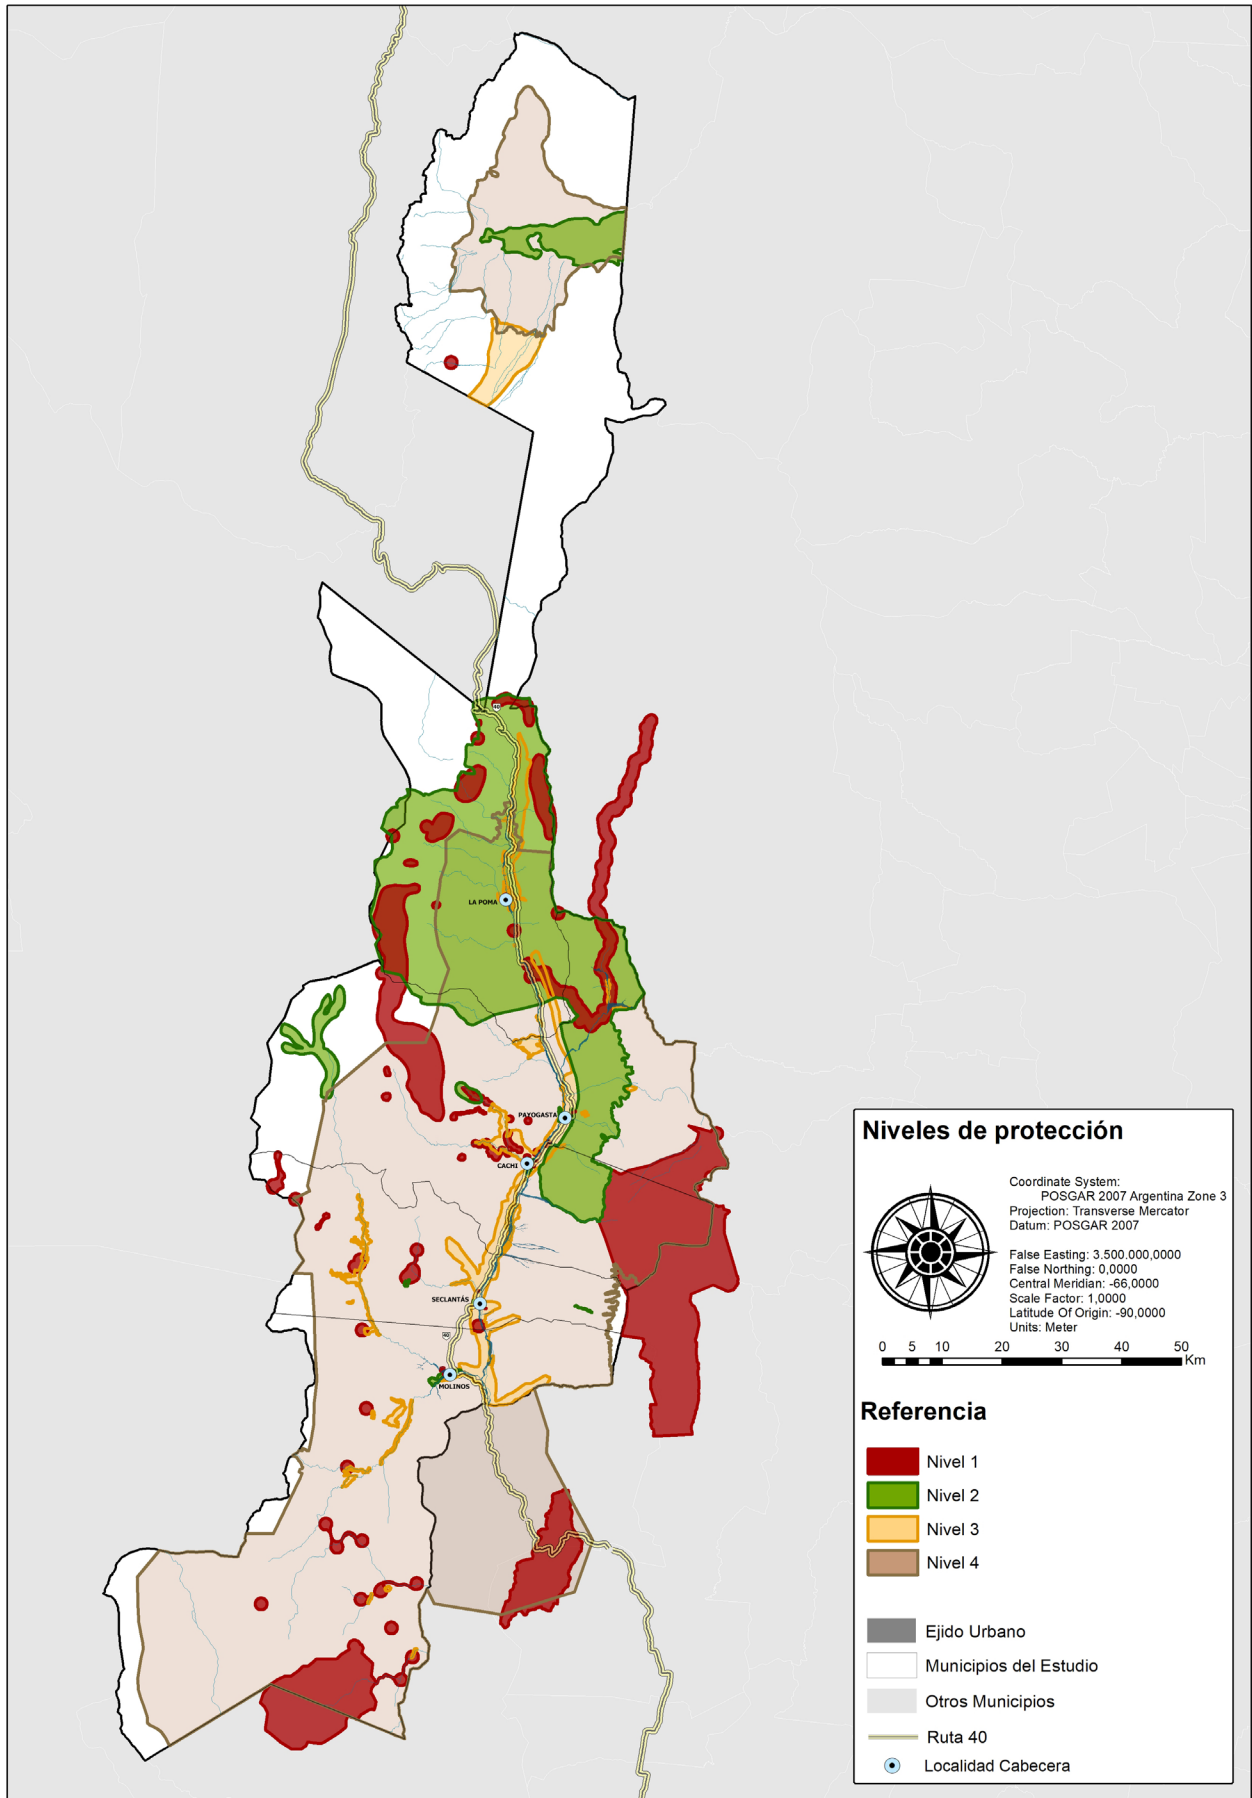 40
LA POMA
PAYOGASTA
CACHI
SECLANTÁS
40
MOLINOS
Niveles de protección
Coordinate System:
POSGAR 2007 Argentina Zone 3
Projection: Transverse Mercator
Datum: POSGAR 2007
False Easting: 3.500.000,0000
False Northing: 0,0000
Central Meridian: -66,0000
Scale Factor: 1,0000
Latitude Of Origin: -90,0000
Units: Meter
0 5 10 20 30 40 50
Km
Referencia
Nivel 1
Nivel 2
Nivel 3
Nivel 4
Ejido Urbano
Municipios del Estudio
Otros Municipios
Ruta 40
Localidad Cabecera